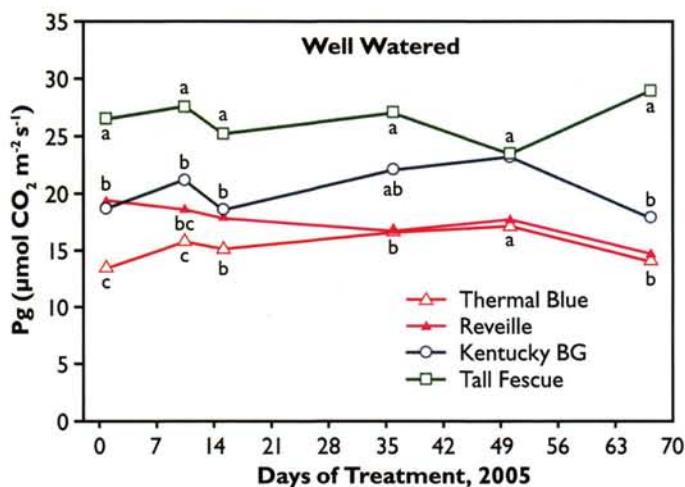 Well Watered
35
30
25
20
15
10
5
0
Pg (µmol CO₂ m⁻² s⁻¹)
a
a
a
a
a
a
b
b
b
ab
b
bc
c
c
b
b
a
b
Thermal Blue
Reveille
Kentucky BG
Tall Fescue
0 7 14 21 28 35 42 49 56 63 70
Days of Treatment, 2005